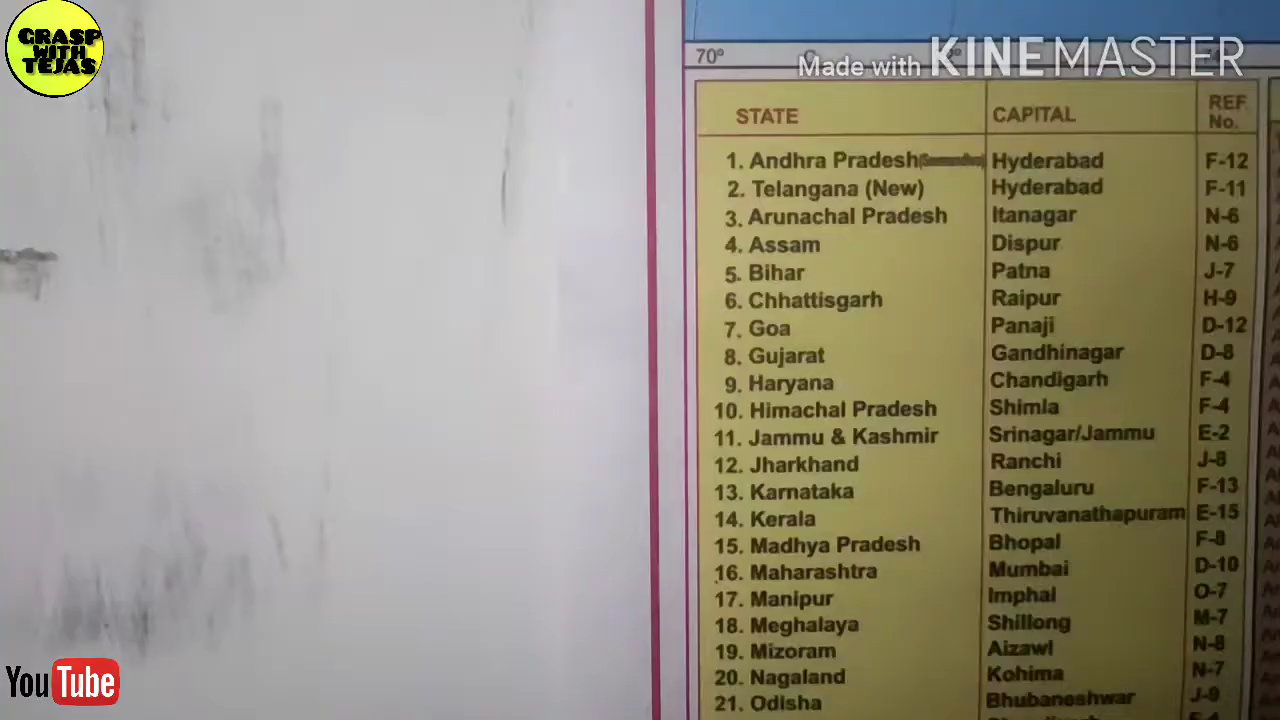 GRASP
WITH
TEJAS
70°
Made with KINEMASTER
STATE CAPITAL REF. No.
1. Andhra Pradesh Hyderabad F-12
2. Telangana (New) Hyderabad F-11
3. Arunachal Pradesh Itanagar N-6
4. Assam Dispur N-6
5. Bihar Patna J-7
6. Chhattisgarh Raipur H-9
7. Goa Panaji D-12
8. Gujarat Gandhinagar D-8
9. Haryana Chandigarh F-4
10. Himachal Pradesh Shimla F-4
11. Jammu & Kashmir Srinagar/Jammu E-2
12. Jharkhand Ranchi J-8
13. Karnataka Bengaluru F-13
14. Kerala Thiruvanathapuram E-15
15. Madhya Pradesh Bhopal F-8
16. Maharashtra Mumbai D-10
17. Manipur Imphal O-7
18. Meghalaya Shillong M-7
19. Mizoram Aizawl N-8
20. Nagaland Kohima N-7
21. Odisha Bhubaneshwar J-9
YouTube